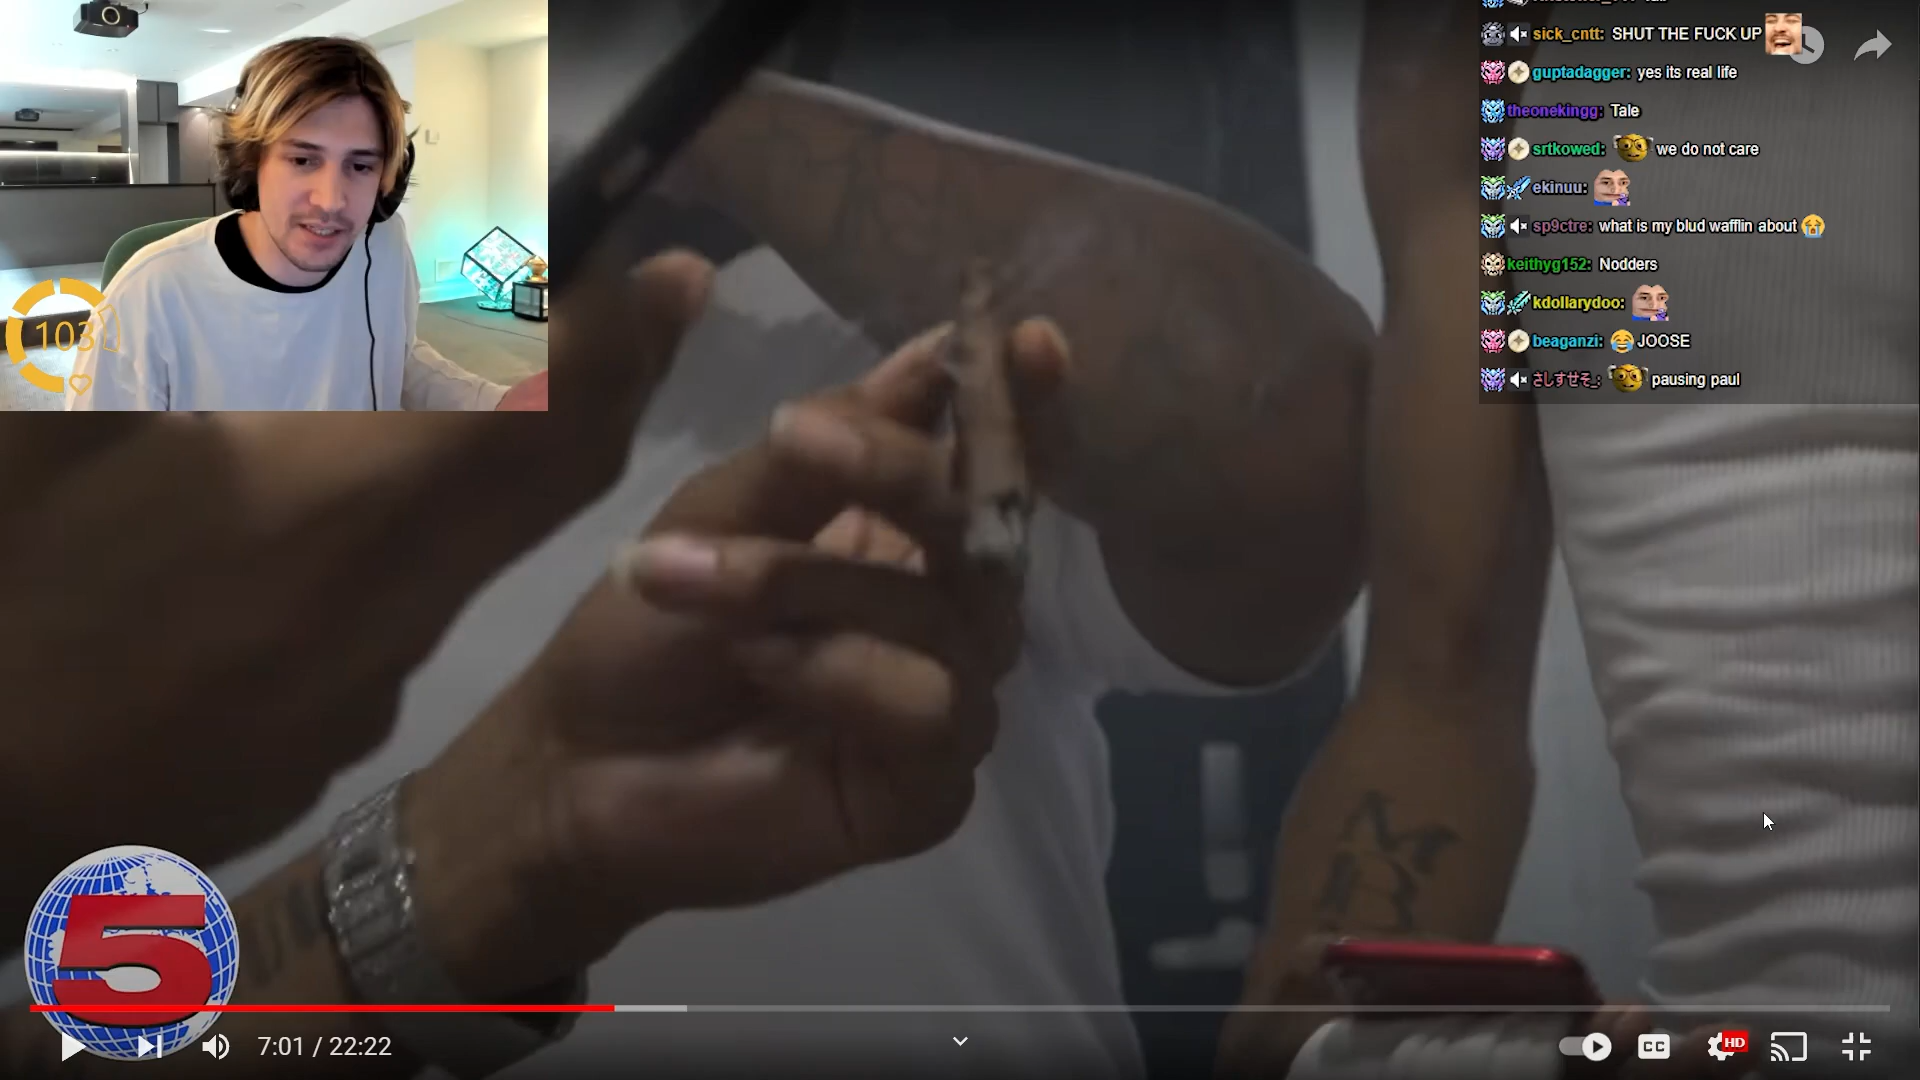 sick_cntt: SHUT THE FUCK UP
guptadagger: yes its real life
theonekingg: Tale
srtkowed: we do not care
ekinuu:
sp9ctre: what is my blud wafflin about
keithyg152: Nodders
kdollarydoo:
beaganzi: JOOSE
さしすせそ_: pausing paul
103
MB
5
7:01 / 22:22
CC
HD